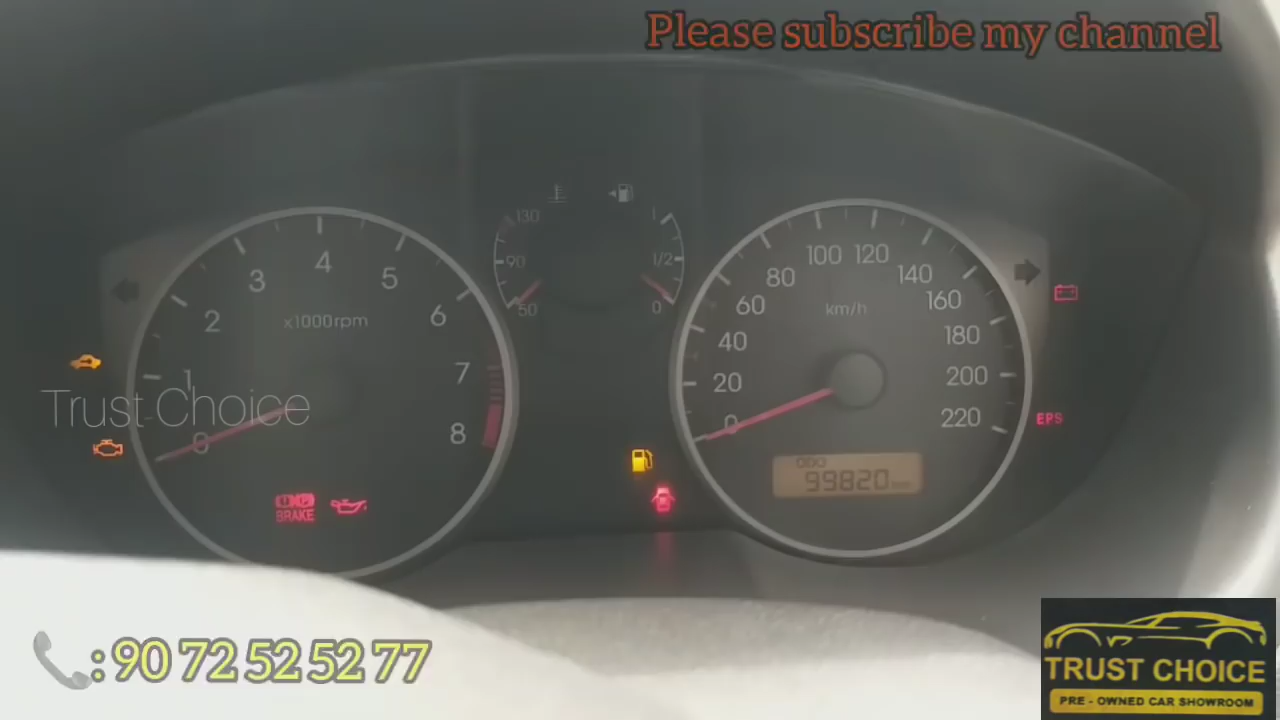 Please subscribe my channel
130
90
50
1
1/2
0
0
1
2
3
4
5
6
7
8
x1000rpm
0
20
40
60
80
100
120
140
160
180
200
220
km/h
EPS
ODO
99820
BRAKE
Trust Choice
: 90 72 52 52 77
TRUST CHOICE
PRE - OWNED CAR SHOWROOM